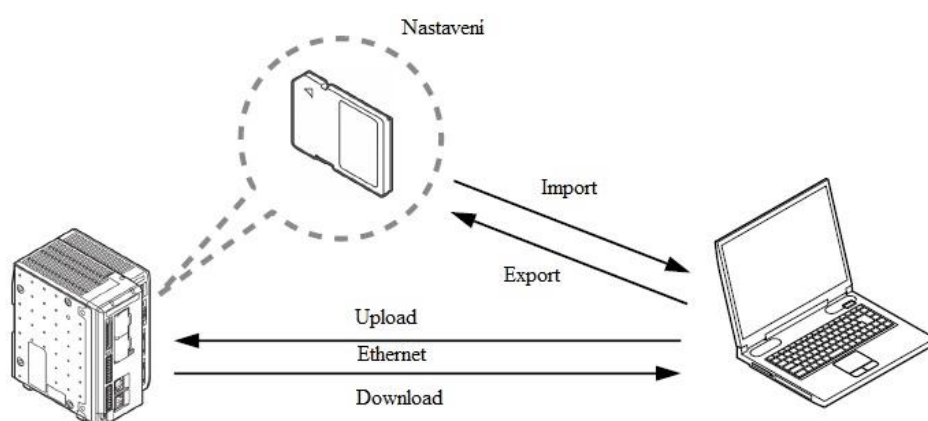 Nastavení
Import
Export
Upload
Ethernet
Download